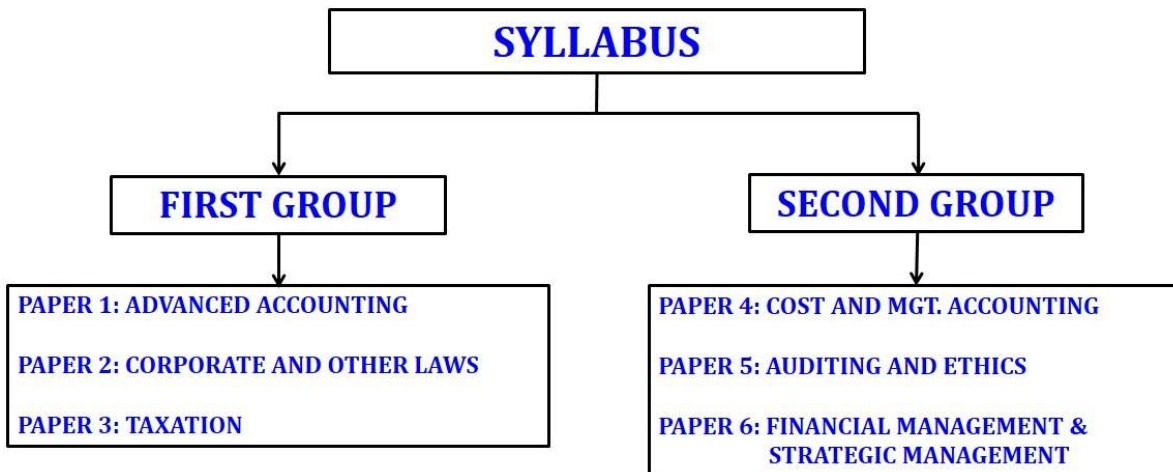 SYLLABUS
FIRST GROUP
SECOND GROUP
PAPER 1: ADVANCED ACCOUNTING
PAPER 2: CORPORATE AND OTHER LAWS
PAPER 3: TAXATION
PAPER 4: COST AND MGT. ACCOUNTING
PAPER 5: AUDITING AND ETHICS
PAPER 6: FINANCIAL MANAGEMENT &
STRATEGIC MANAGEMENT